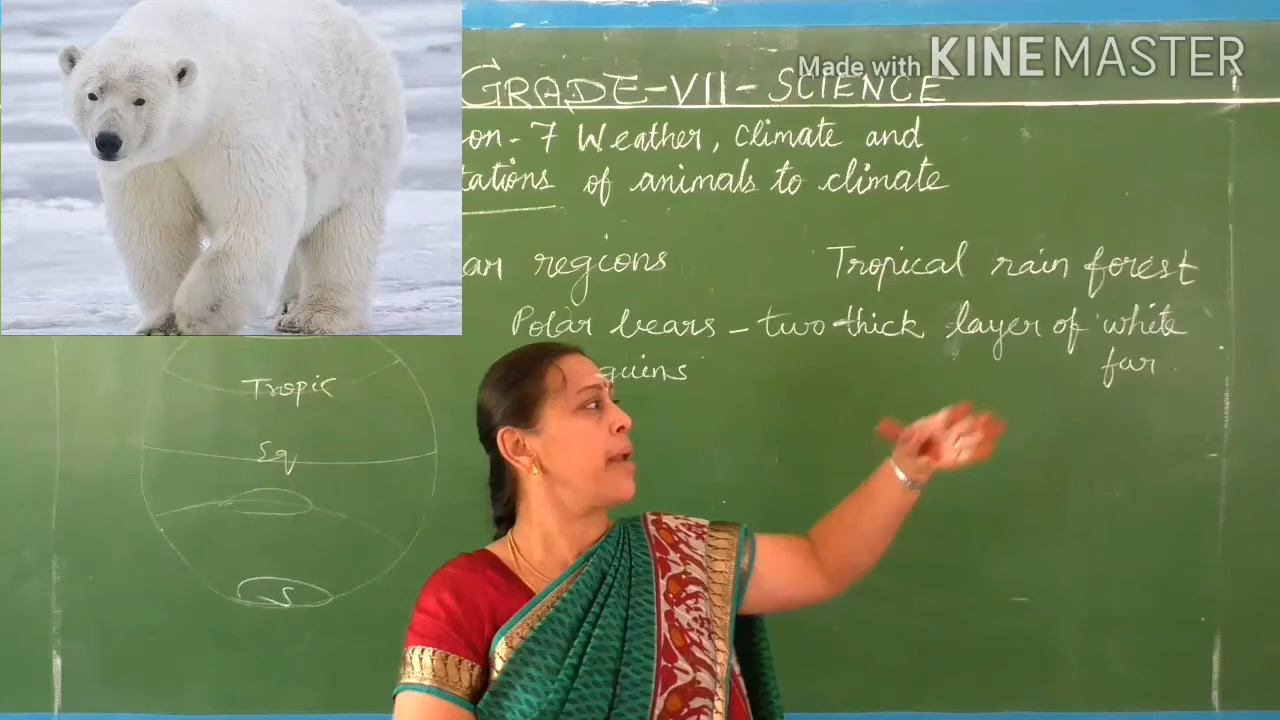 Made with KINEMASTER
GRADE-VII-SCIENCE
on-7 Weather, Climate and
tations of animals to climate
ar regions Tropical rain forest
Polar bears - two thick layer of white
fur
guins
Tropic
Eq
S